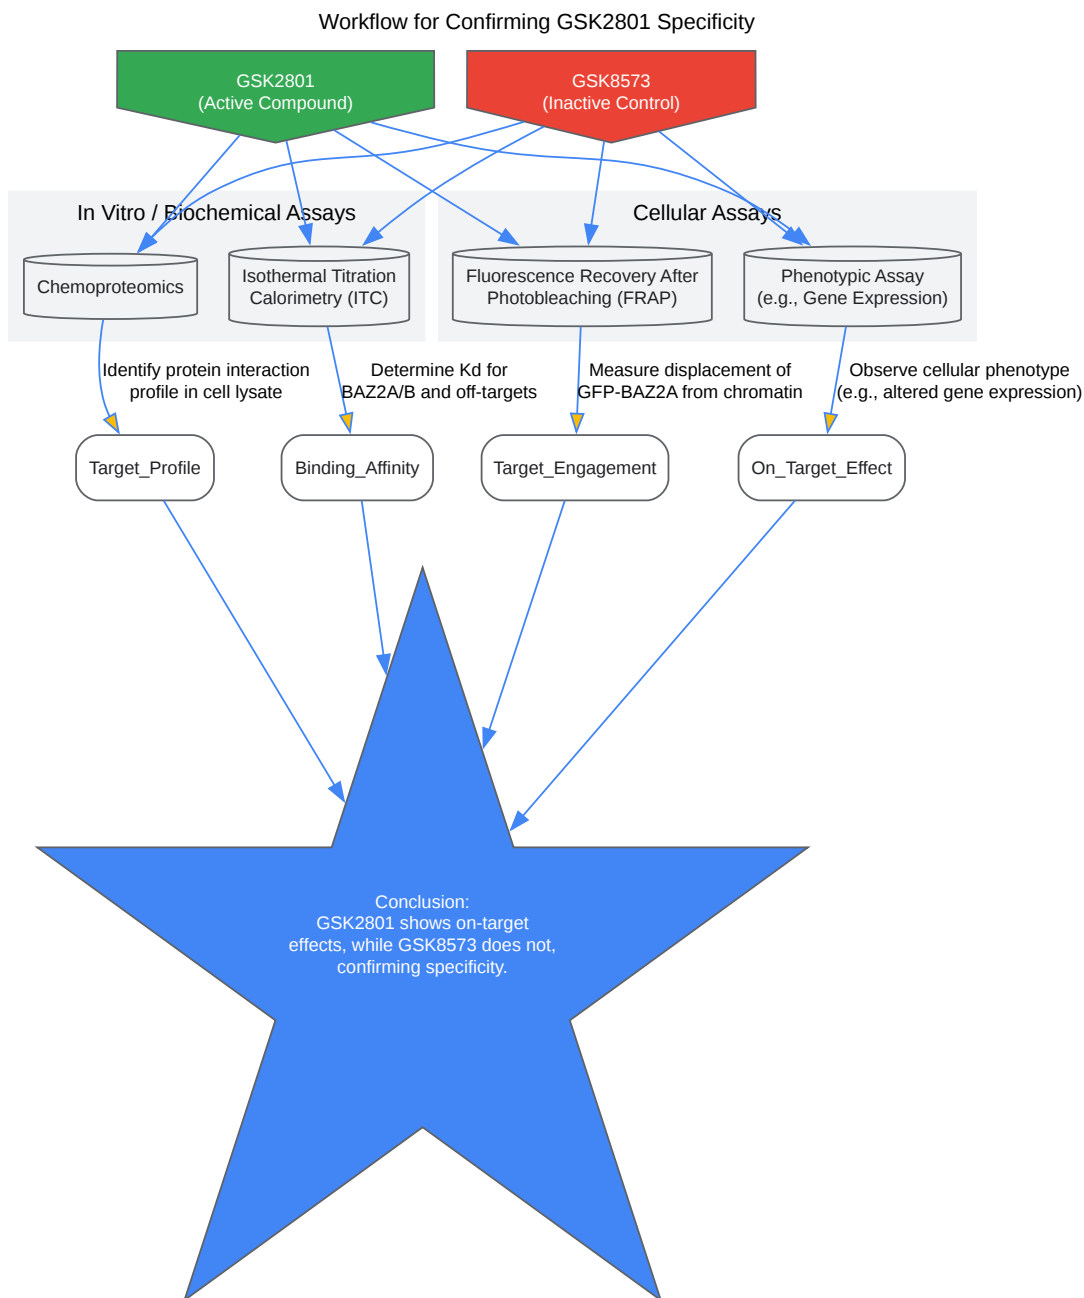 Workflow for Confirming GSK2801 Specificity
GSK2801
(Active Compound)
GSK8573
(Inactive Control)
In Vitro / Biochemical Assays
Cellular Assays
Chemoproteomics
Isothermal Titration
Calorimetry (ITC)
Fluorescence Recovery After
Photobleaching (FRAP)
Phenotypic Assay
(e.g., Gene Expression)
Identify protein interaction
profile in cell lysate
Determine Kd for
BAZ2A/B and off-targets
Measure displacement of
GFP-BAZ2A from chromatin
Observe cellular phenotype
(e.g., altered gene expression)
Target_Profile
Binding_Affinity
Target_Engagement
On_Target_Effect
Conclusion:
GSK2801 shows on-target
effects, while GSK8573 does not,
confirming specificity.